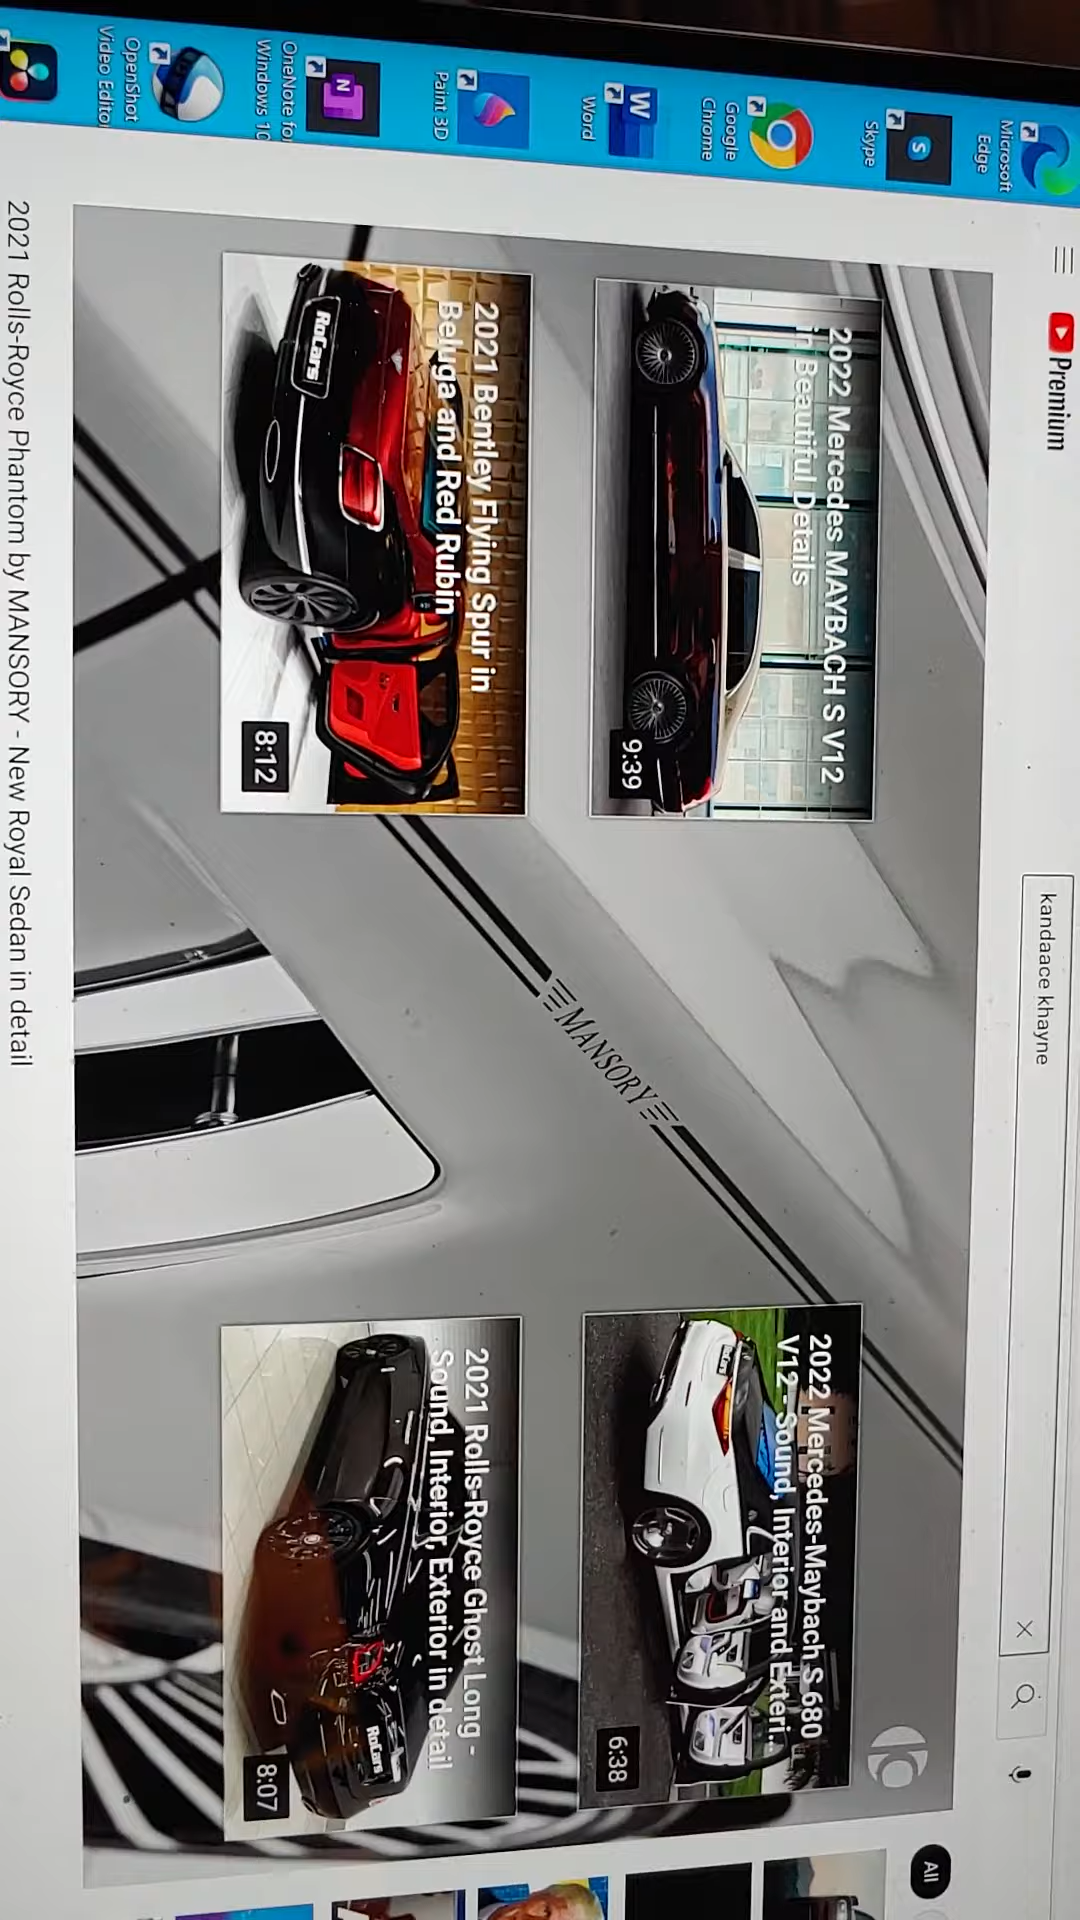 Microsoft
Edge
Skype
Google
Chrome
Word
Paint 3D
OneNote for
Windows 10
OpenShot
Video Editor
Premium
kandaace khayne
All
2022 Mercedes MAYBACH S V12
in Beautiful Details
9:39
2022 Mercedes-Maybach S 680
V12 - Sound, Interior and Exteri...
6:38
MANSORY
2021 Bentley Flying Spur in
Beluga and Red Rubin
RoCars
8:12
2021 Rolls-Royce Ghost Long -
Sound, Interior, Exterior in detail
RoCars
8:07
2021 Rolls-Royce Phantom by MANSORY - New Royal Sedan in detail